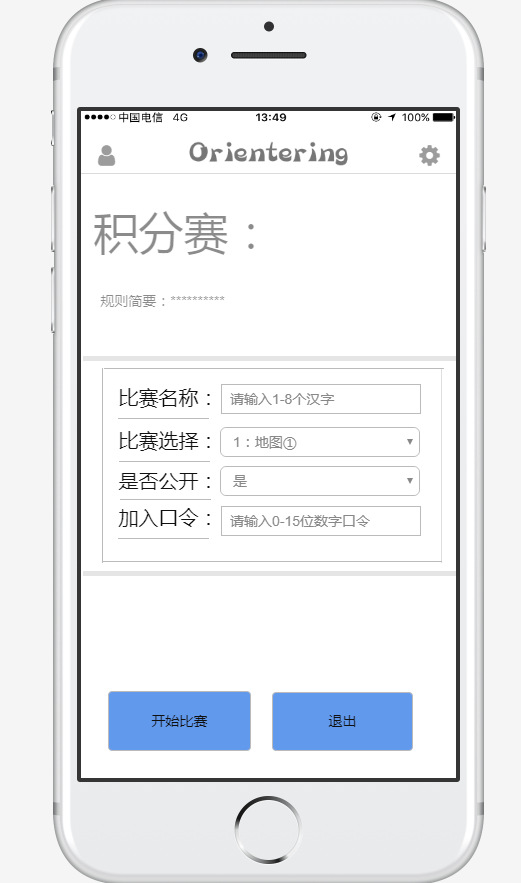 中国电信 4G 13:49 100%
Orientering
积分赛：
规则简要：**********
比赛名称： 请输入1-8个汉字
比赛选择： 1：地图①
是否公开： 是
加入口令： 请输入0-15位数字口令
开始比赛 退出